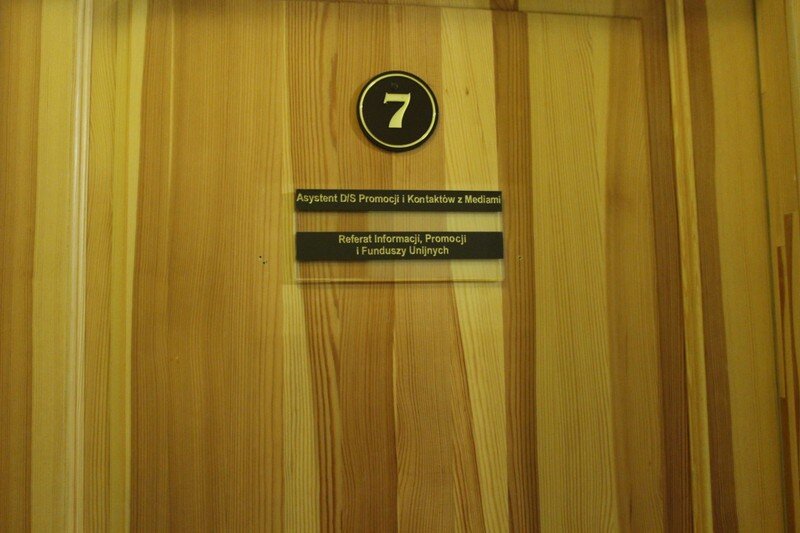 7
Asystent D/S Promocji i Kontaktów z Mediami
Referat Informacji, Promocji
i Funduszy Unijnych